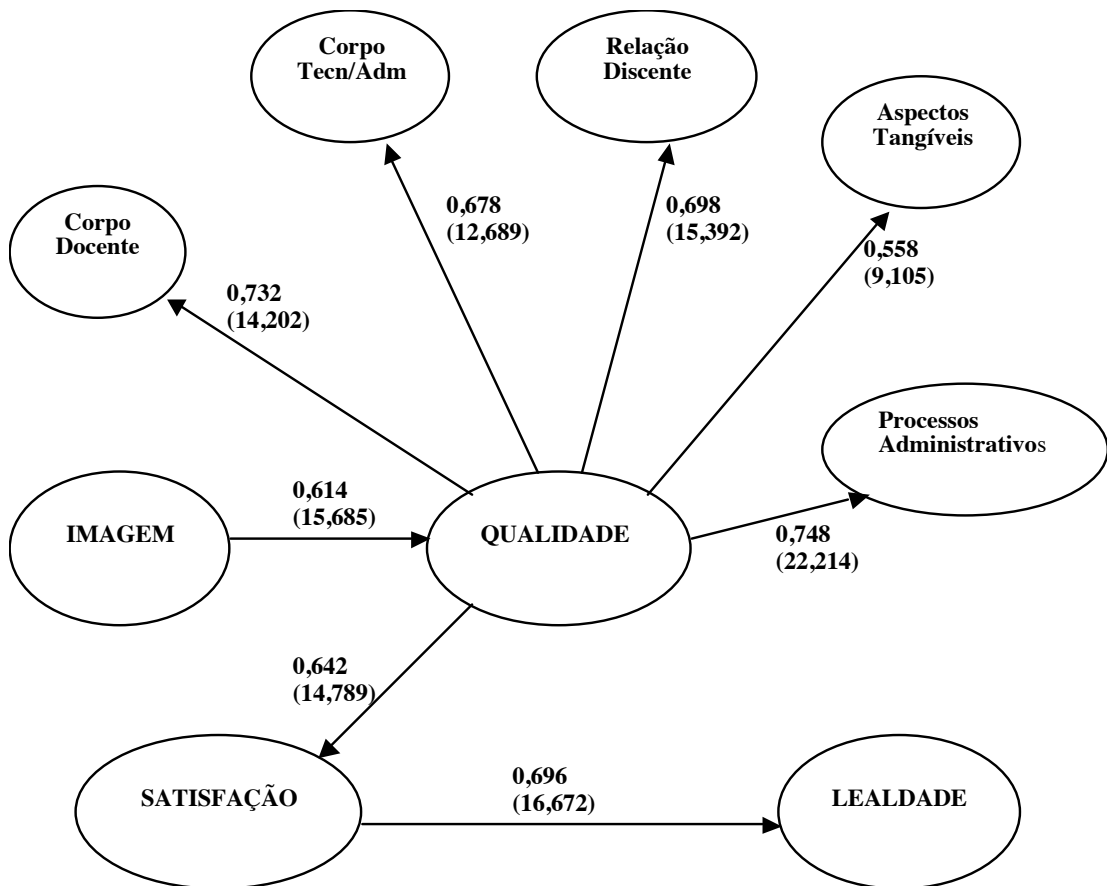 Corpo
Tecn/Adm
Relação
Discente
Aspectos
Tangíveis
0,678
(12,689)
0,698
(15,392)
Corpo
Docente
0,558
(9,105)
0,732
(14,202)
Processos
Administrativos
0,614
(15,685)
IMAGEM
QUALIDADE
0,748
(22,214)
0,642
(14,789)
SATISFAÇÃO
0,696
(16,672)
LEALDADE